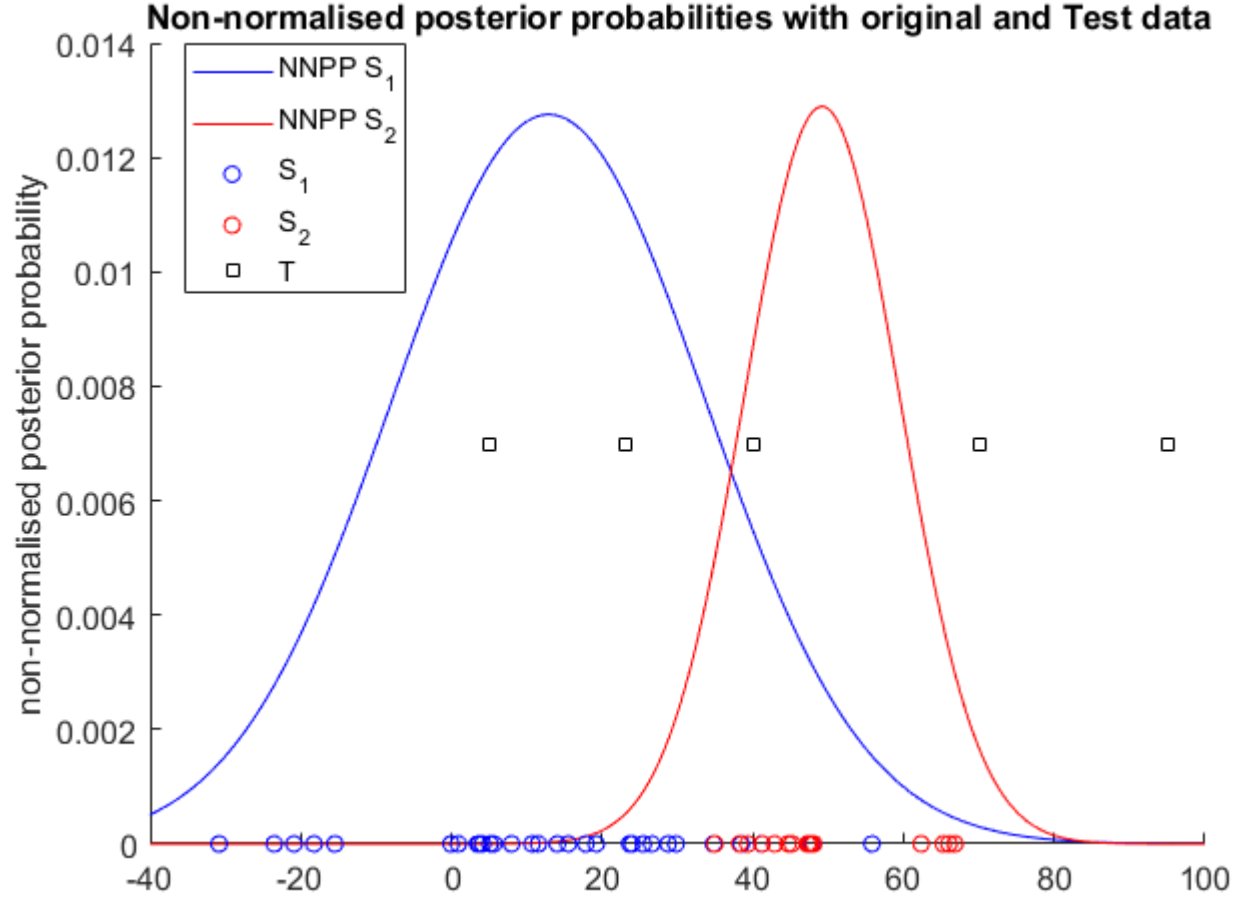 Non-normalised posterior probabilities with original and Test data
0.014
0.012
0.01
0.008
0.006
0.004
0.002
0
non-normalised posterior probability
NNPP S₁
NNPP S₂
S₁
S₂
T
-40
-20
0
20
40
60
80
100